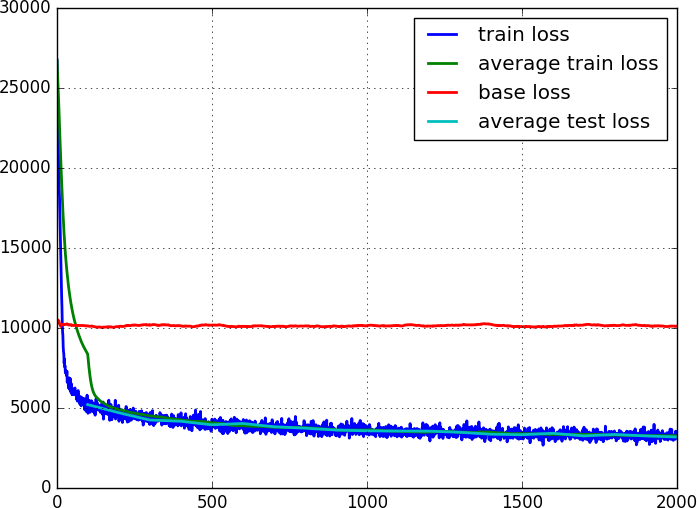 30000
25000
20000
15000
10000
5000
0
0 500 1000 1500 2000
train loss
average train loss
base loss
average test loss